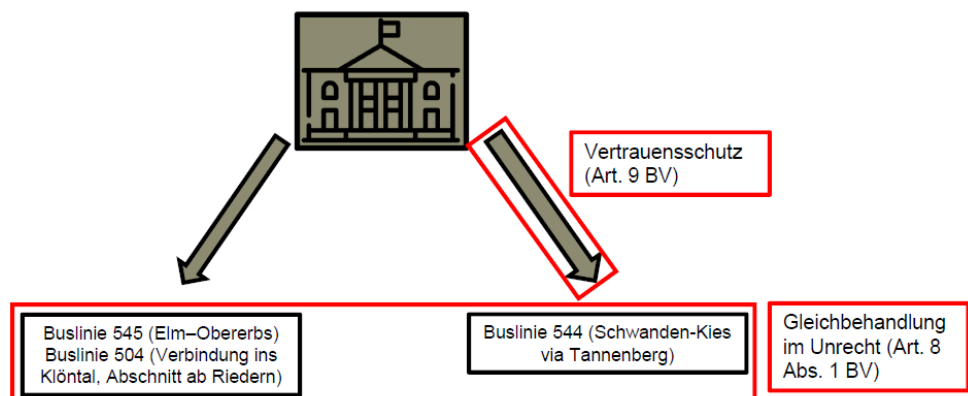 Vertrauensschutz
(Art. 9 BV)
Buslinie 545 (Elm–Obererbs)
Buslinie 504 (Verbindung ins
Klöntal, Abschnitt ab Riedern)
Buslinie 544 (Schwanden-Kies
via Tannenberg)
Gleichbehandlung
im Unrecht (Art. 8
Abs. 1 BV)